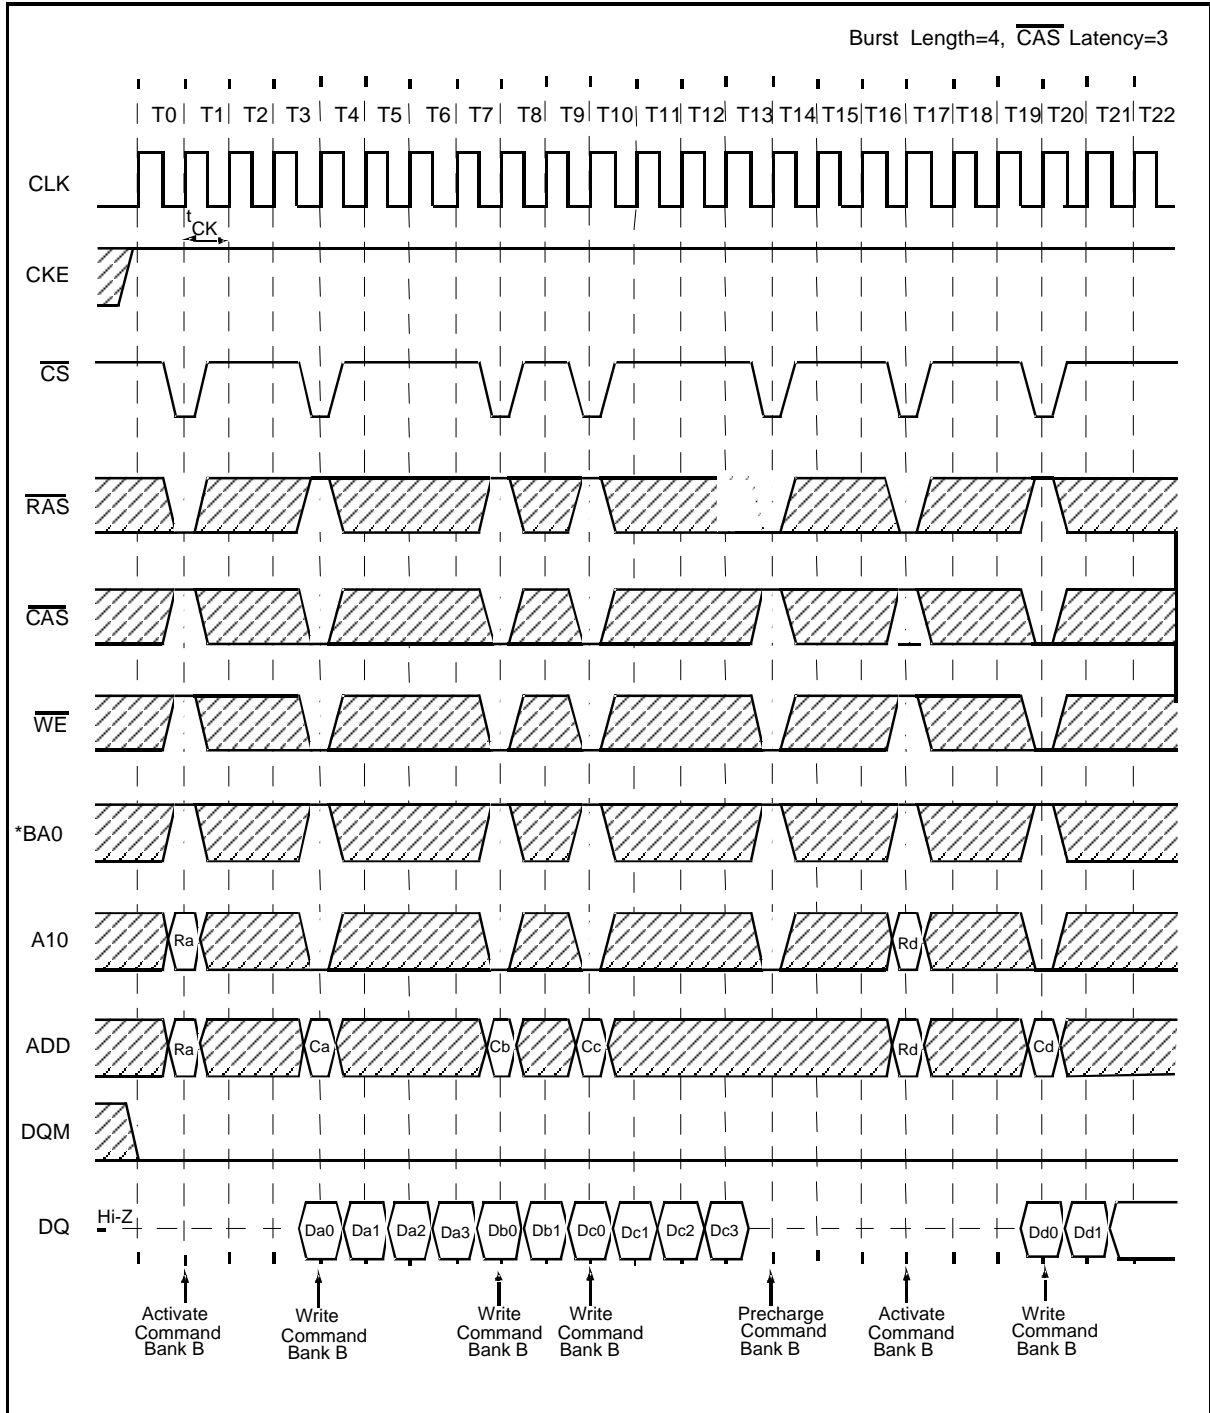 Burst Length=4, CAS Latency=3
T0 T1 T2 T3 T4 T5 T6 T7 T8 T9 T10 T11 T12 T13 T14 T15 T16 T17 T18 T19 T20 T21 T22
CLK
tCK
CKE
CS
RAS
CAS
WE
*BA0
A10 Ra Rd
ADD Ra Ca Cb Cc Rd Cd
DQM
DQ Hi-Z Da0 Da1 Da2 Da3 Db0 Db1 Dc0 Dc1 Dc2 Dc3 Dd0 Dd1
Activate
Command
Bank B
Write
Command
Bank B
Write
Command
Bank B
Write
Command
Bank B
Precharge
Command
Bank B
Activate
Command
Bank B
Write
Command
Bank B